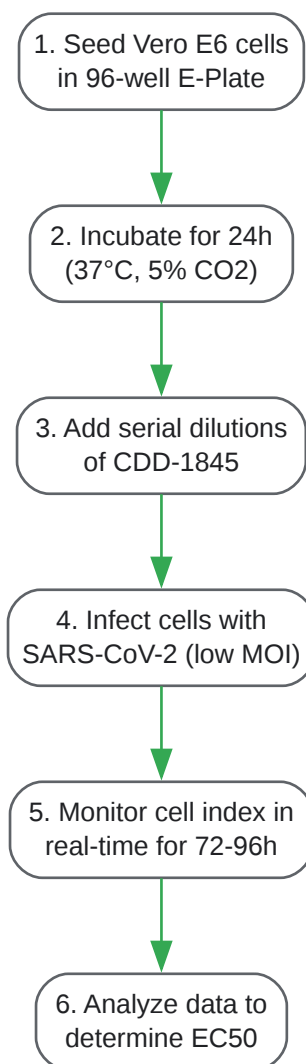 1. Seed Vero E6 cells
in 96-well E-Plate
2. Incubate for 24h
(37°C, 5% CO2)
3. Add serial dilutions
of CDD-1845
4. Infect cells with
SARS-CoV-2 (low MOI)
5. Monitor cell index in
real-time for 72-96h
6. Analyze data to
determine EC50